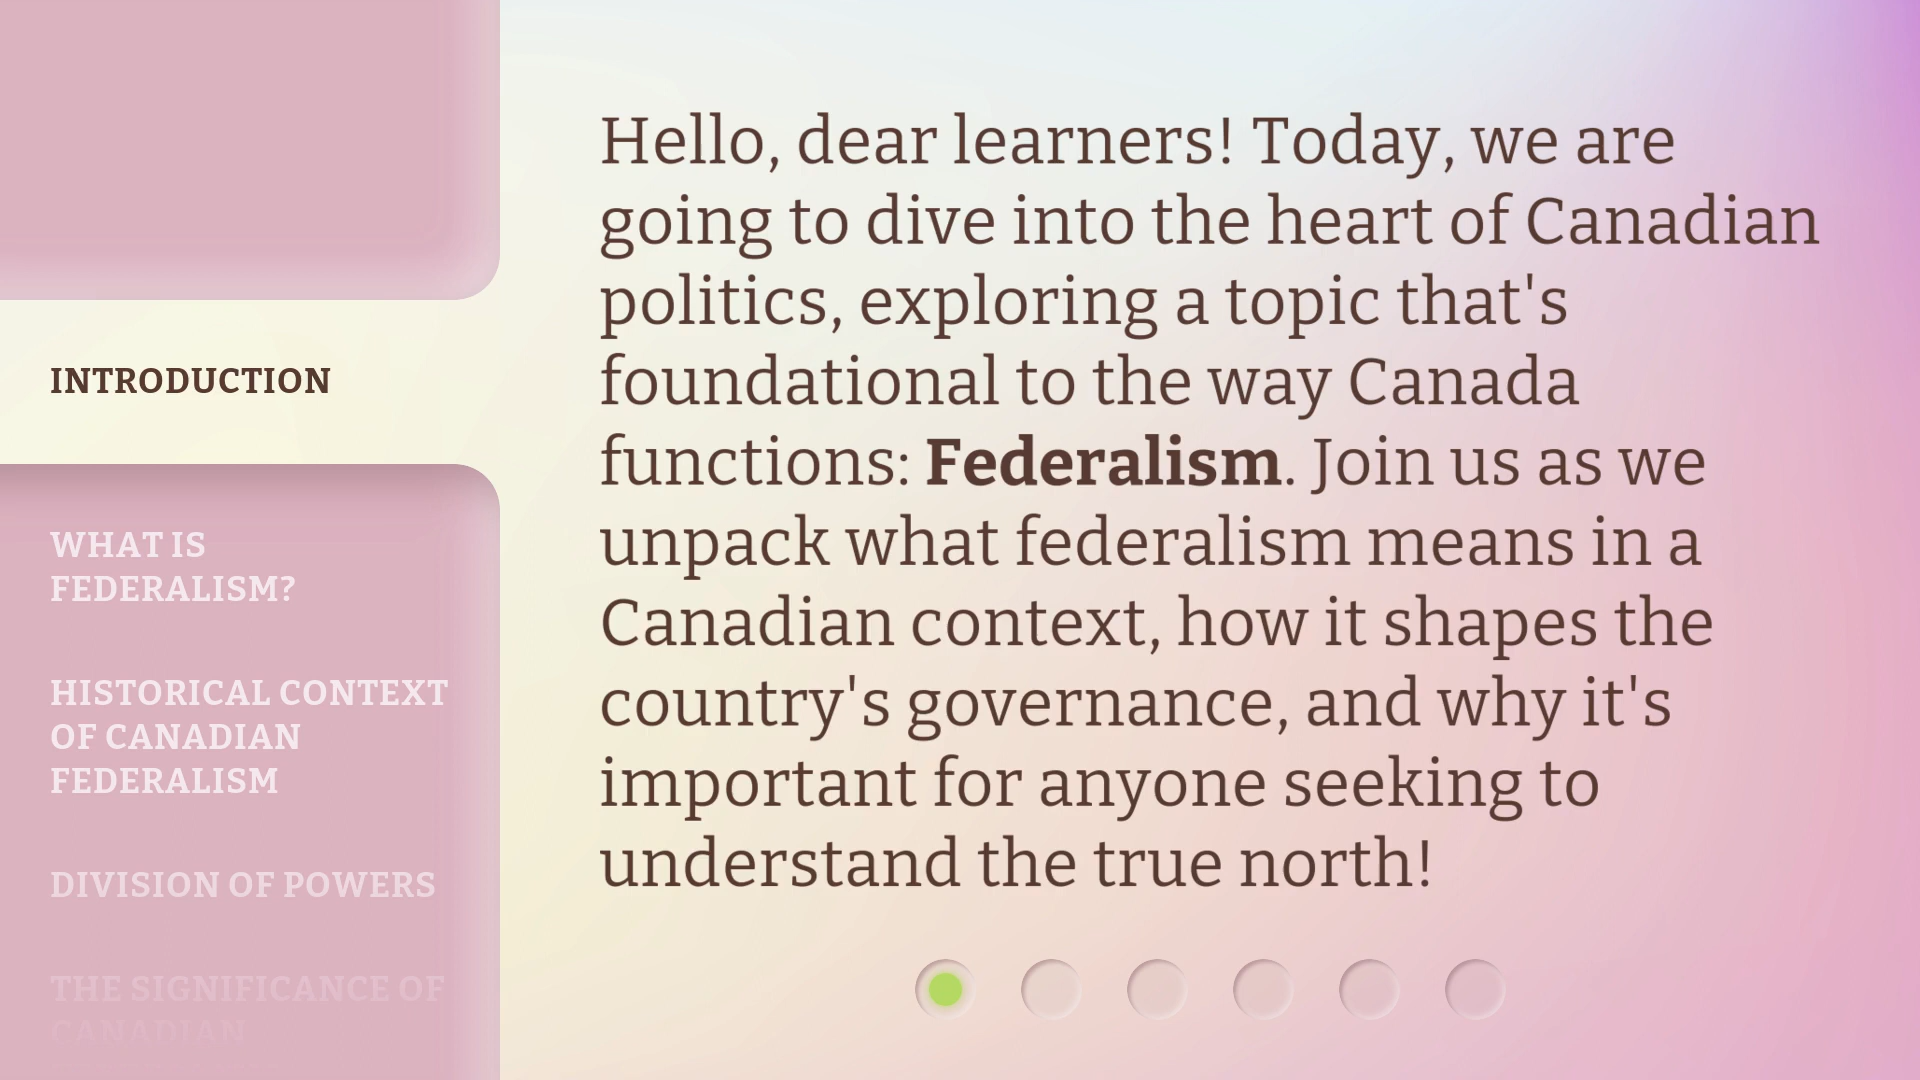 INTRODUCTION
WHAT IS
FEDERALISM?
HISTORICAL CONTEXT
OF CANADIAN
FEDERALISM
DIVISION OF POWERS
THE SIGNIFICANCE OF
CANADIAN
Hello, dear learners! Today, we are
going to dive into the heart of Canadian
politics, exploring a topic that's
foundational to the way Canada
functions: Federalism. Join us as we
unpack what federalism means in a
Canadian context, how it shapes the
country's governance, and why it's
important for anyone seeking to
understand the true north!